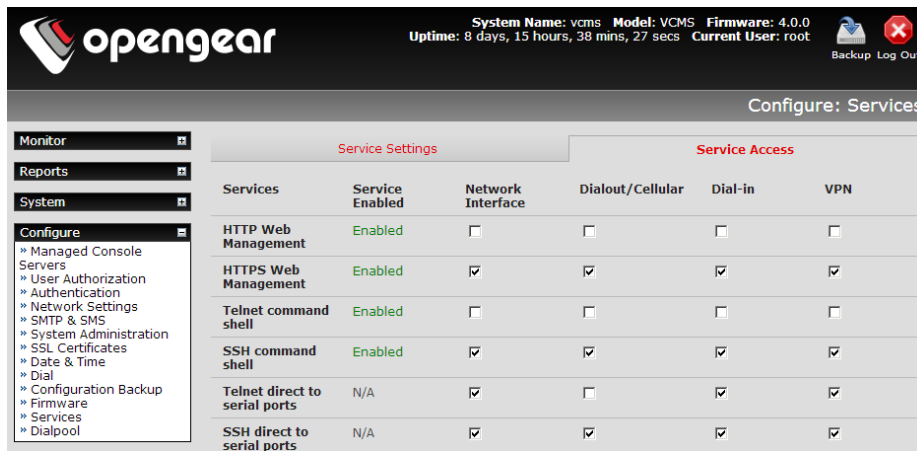 opengear
System Name: vcms Model: VCMS Firmware: 4.0.0
Uptime: 8 days, 15 hours, 38 mins, 27 secs Current User: root
Backup Log Out
Configure: Services
Monitor
Reports
System
Configure
» Managed Console
Servers
» User Authorization
» Authentication
» Network Settings
» SMTP & SMS
» System Administration
» SSL Certificates
» Date & Time
» Dial
» Configuration Backup
» Firmware
» Services
» Dialpool
Service Settings
Service Access
Services
Service
Enabled
Network
Interface
Dialout/Cellular
Dial-in
VPN
HTTP Web
Management
Enabled
HTTPS Web
Management
Enabled
Telnet command
shell
Enabled
SSH command
shell
Enabled
Telnet direct to
serial ports
N/A
SSH direct to
serial ports
N/A